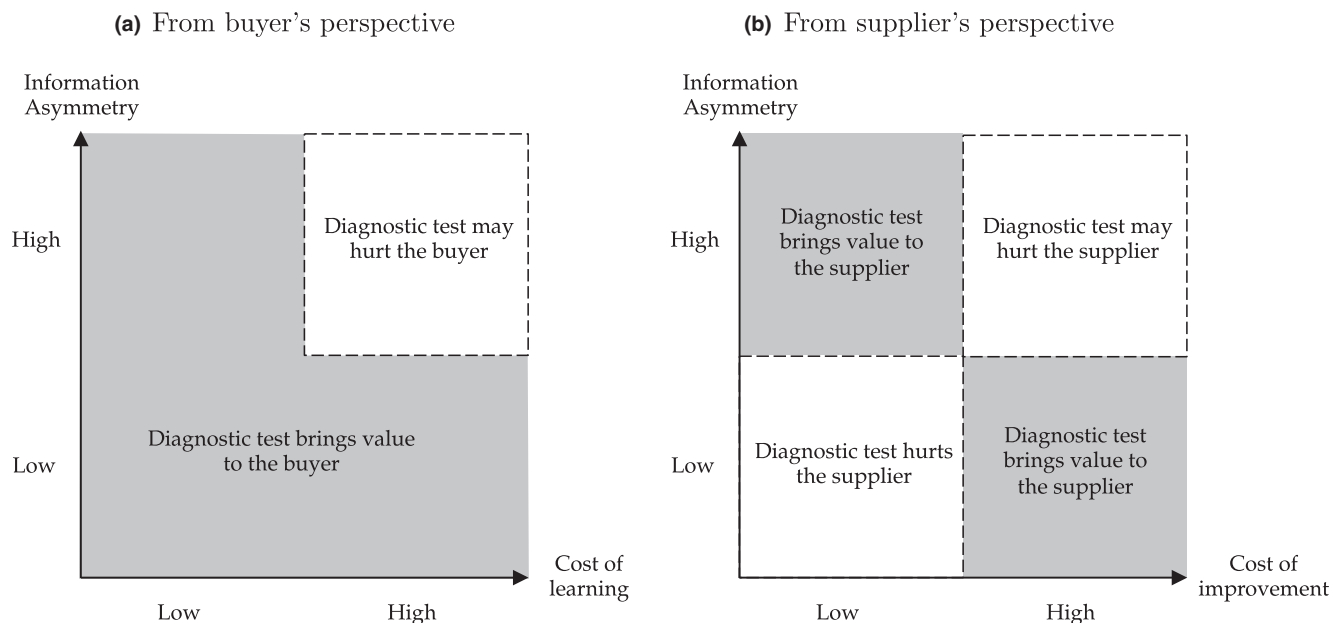 (a) From buyer's perspective
Information
Asymmetry
High
Low
Diagnostic test may
hurt the buyer
Diagnostic test brings value
to the buyer
Cost of
learning
Low
High
(b) From supplier's perspective
Information
Asymmetry
High
Low
Diagnostic test
brings value to
the supplier
Diagnostic test may
hurt the supplier
Diagnostic test hurts
the supplier
Diagnostic test
brings value to
the supplier
Cost of
improvement
Low
High